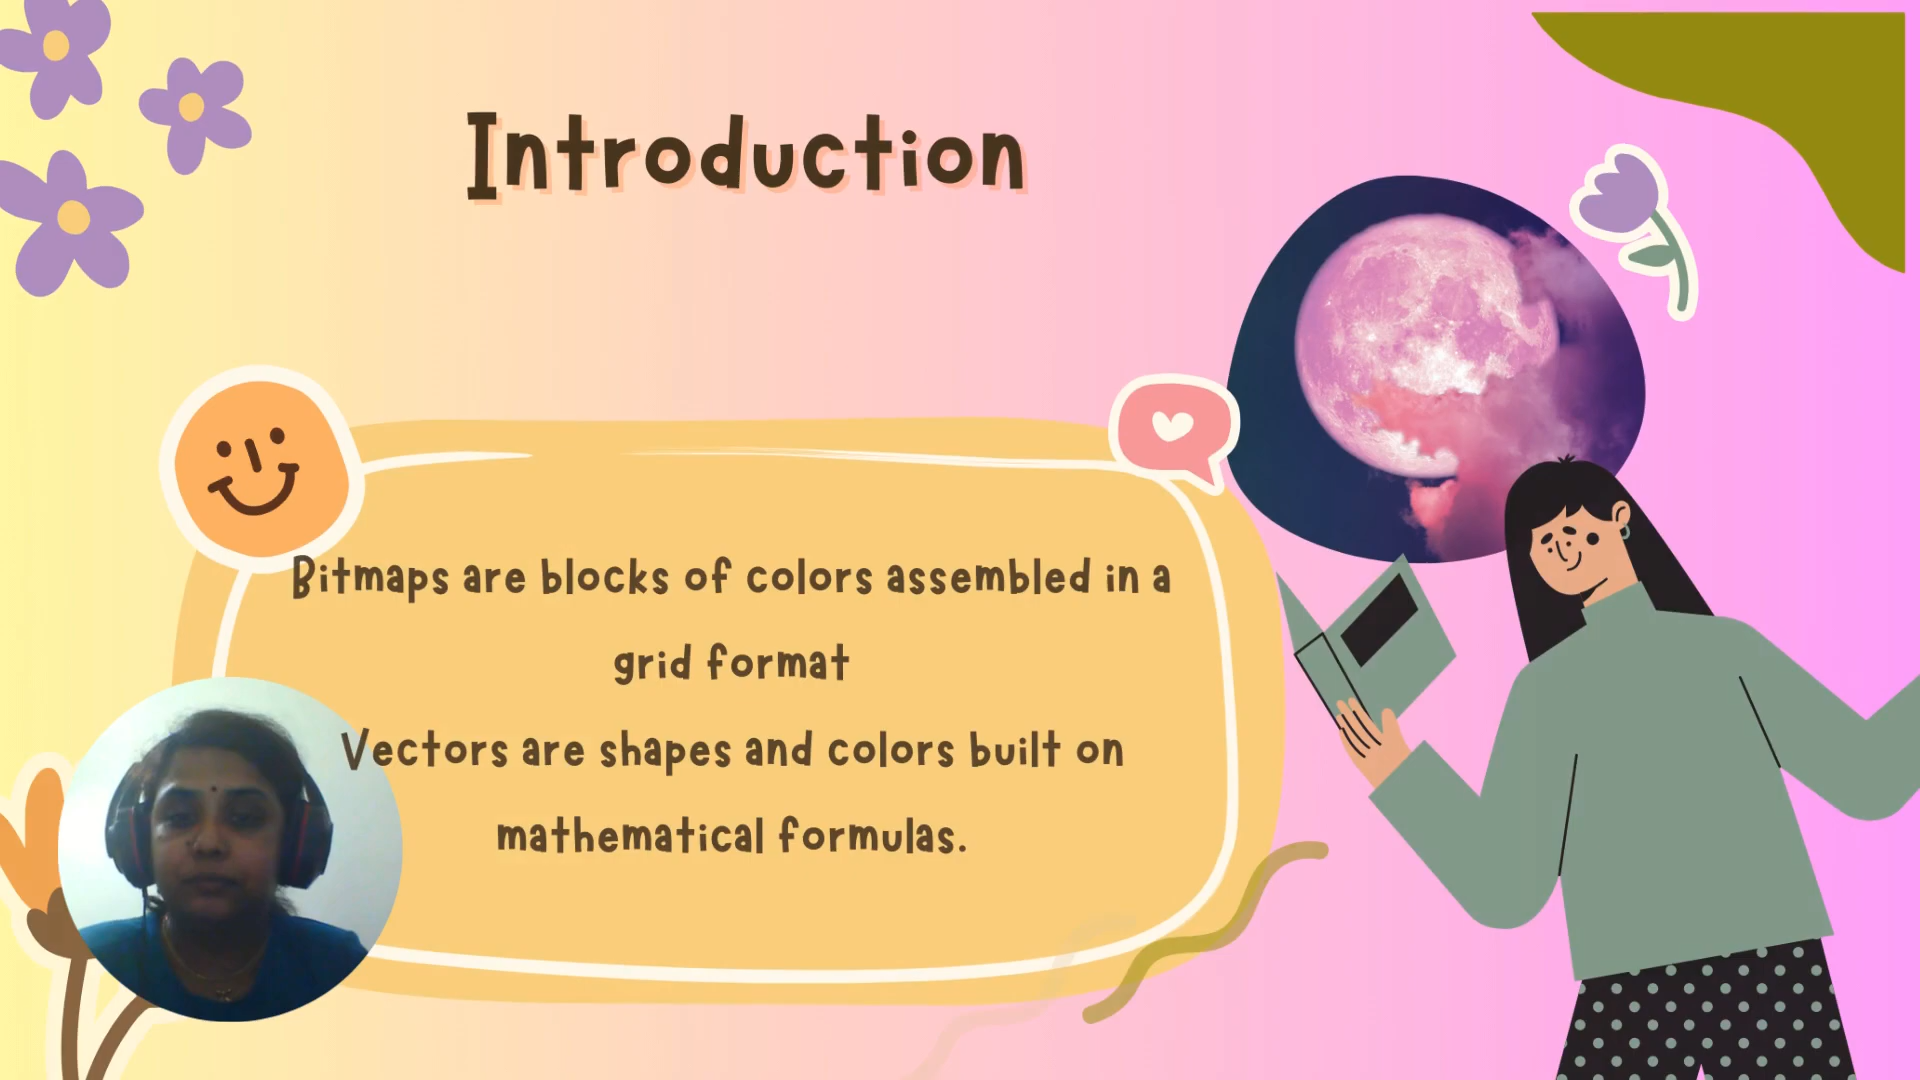 Introduction
Bitmaps are blocks of colors assembled in a
grid format
Vectors are shapes and colors built on
mathematical formulas.